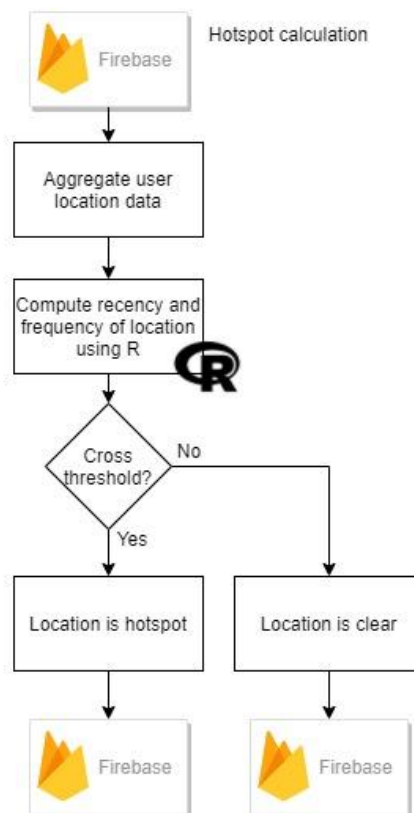 Firebase
Hotspot calculation
Aggregate user
location data
Compute recency and
frequency of location
using R
R
Cross
threshold?
No
Yes
Location is hotspot
Location is clear
Firebase
Firebase